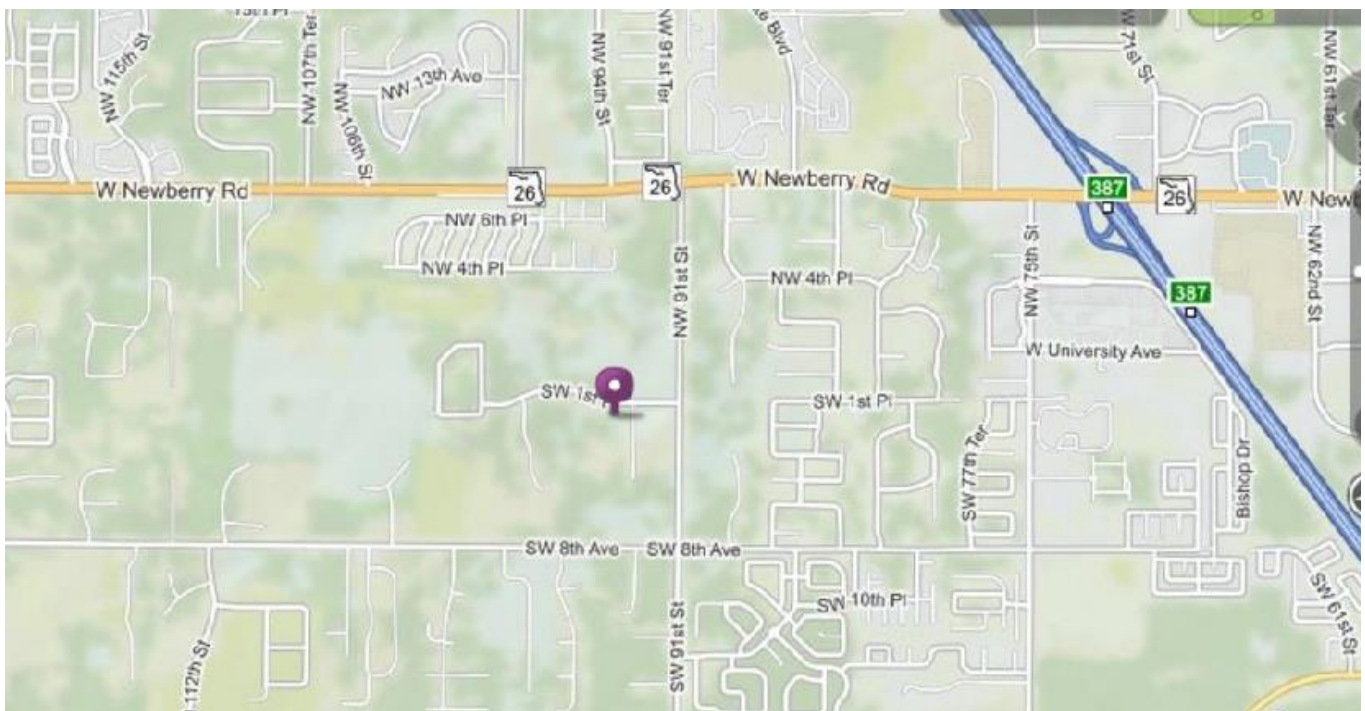 NW 115th St
NW 107th Ter
NW 106th St
NW 13th Ave
NW 94th St
NW 91st Ter
Blvd
71st St
NW 61st Ter
W Newberry Rd
26
26
W Newberry Rd
387
26
W Newb
NW 6th Pl
NW 4th Pl
NW 91st St
NW 4th Pl
NW 75th St
387
NW 62nd St
W University Ave
SW 1st
SW 1st Pl
SW 77th Ter
Bishop Dr
SW 8th Ave
SW 8th Ave
SW 10th Pl
SW 61st St
112th St
SW 91st St